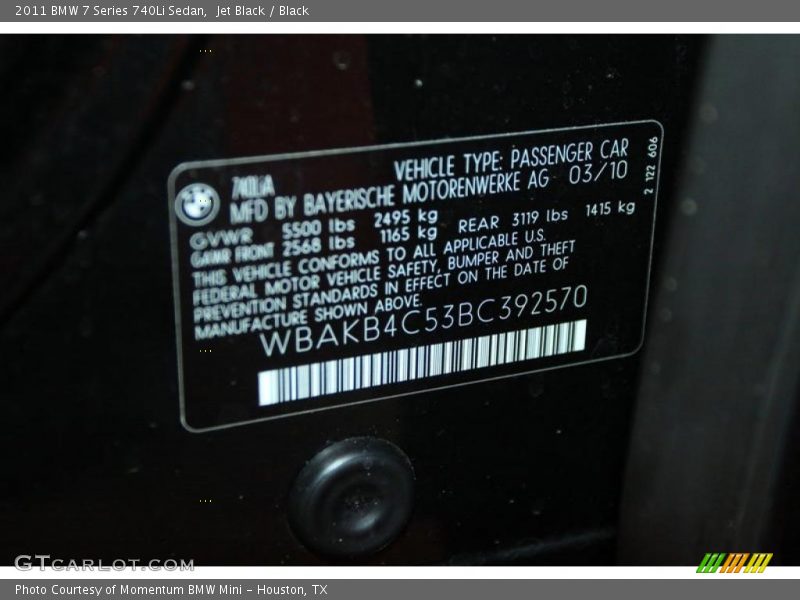 2011 BMW 7 Series 740Li Sedan,  Jet Black / Black
740LiA
VEHICLE TYPE: PASSENGER CAR
MFD BY BAYERISCHE MOTORENWERKE AG 03/10
GVWR 5500 lbs 2495 kg
GAWR FRONT 2568 lbs 1165 kg REAR 3119 lbs 1415 kg
THIS VEHICLE CONFORMS TO ALL APPLICABLE U.S.
FEDERAL MOTOR VEHICLE SAFETY, BUMPER AND THEFT
PREVENTION STANDARDS IN EFFECT ON THE DATE OF
MANUFACTURE SHOWN ABOVE.
WBAKB4C53BC392570
2 122 606
GTcarlot.com
Photo Courtesy of Momentum BMW Mini - Houston, TX